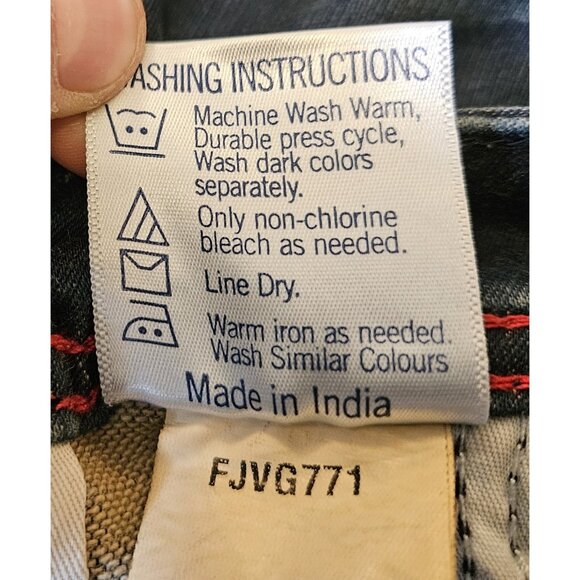 WASHING INSTRUCTIONS
Machine Wash Warm,
Durable press cycle,
Wash dark colors
separately.
Only non-chlorine
bleach as needed.
Line Dry.
Warm iron as needed.
Wash Similar Colours
Made in India
FJVG771